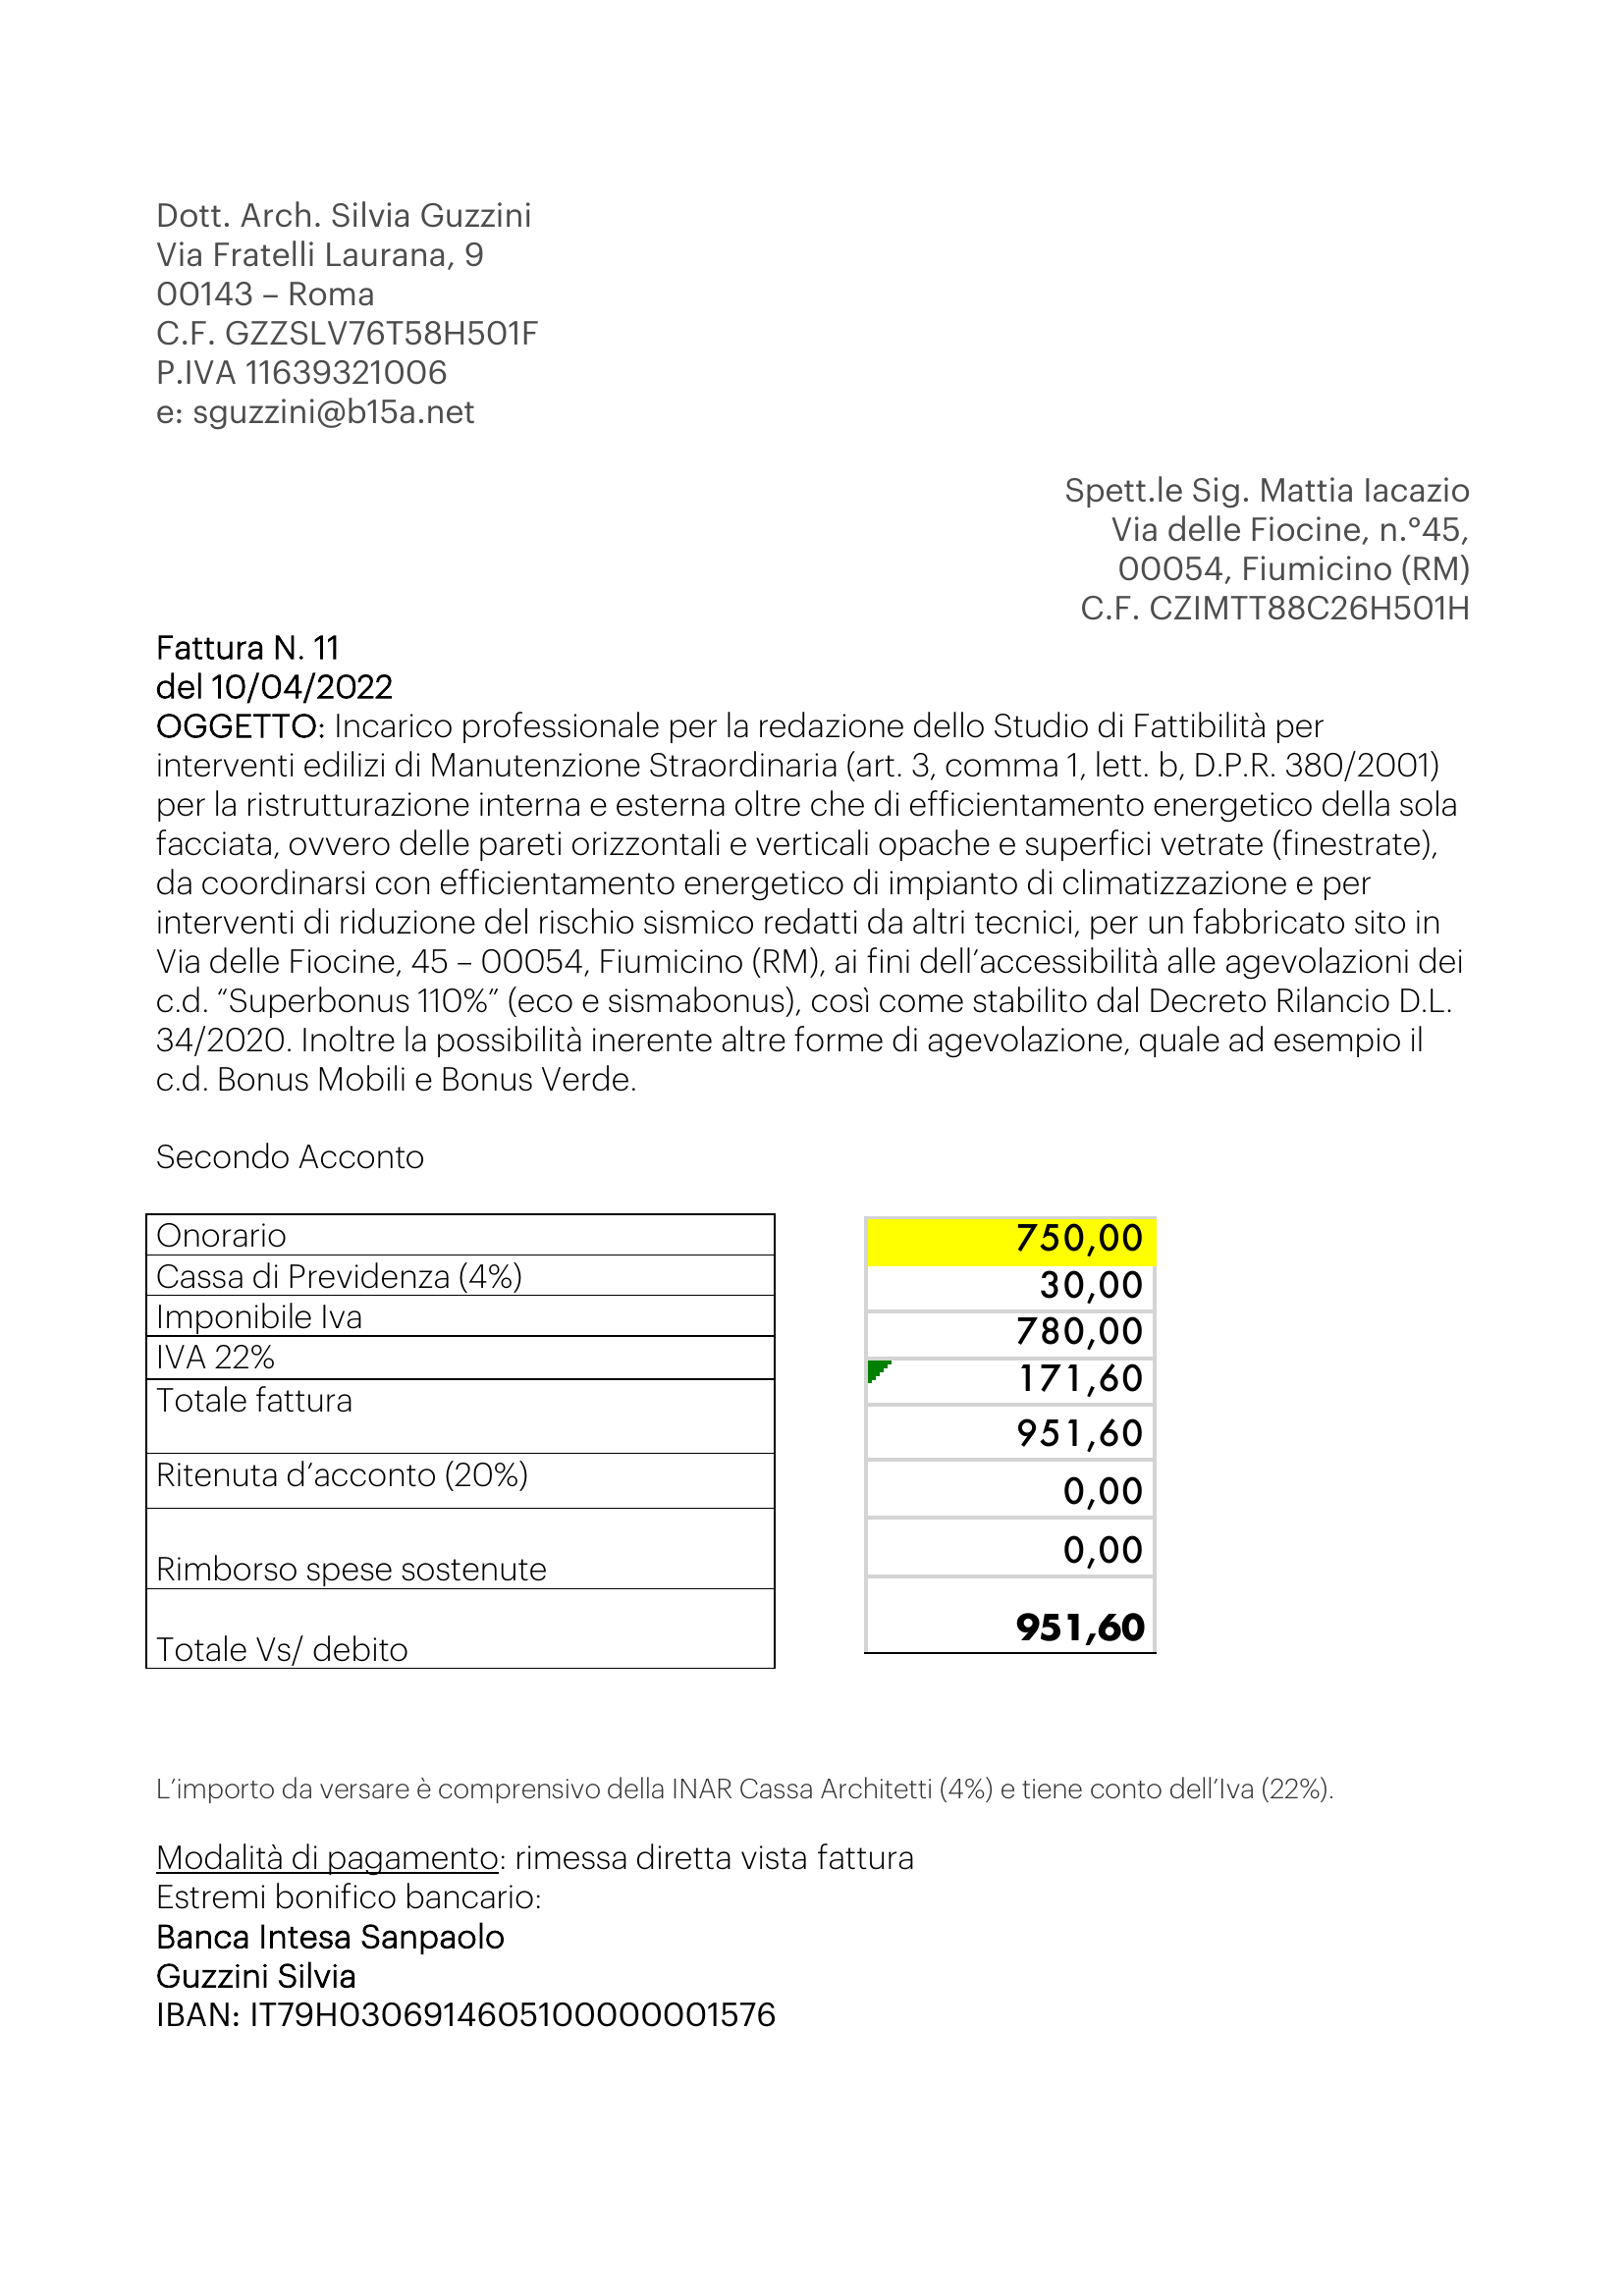 Dott. Arch. Silvia Guzzini
Via Fratelli Laurana, 9
00143 – Roma
C.F. GZZSLV76T58H501F
P.IVA 11639321006
e: sguzzini@b15a.net
Spett.le Sig. Mattia Iacazio
Via delle Fiocine, n.°45,
00054, Fiumicino (RM)
C.F. CZIMTT88C26H501H
Fattura N. 11
del 10/04/2022
OGGETTO: Incarico professionale per la redazione dello Studio di Fattibilità per
interventi edilizi di Manutenzione Straordinaria (art. 3, comma 1, lett. b, D.P.R. 380/2001)
per la ristrutturazione interna e esterna oltre che di efficientamento energetico della sola
facciata, ovvero delle pareti orizzontali e verticali opache e superfici vetrate (finestrate),
da coordinarsi con efficientamento energetico di impianto di climatizzazione e per
interventi di riduzione del rischio sismico redatti da altri tecnici, per un fabbricato sito in
Via delle Fiocine, 45 – 00054, Fiumicino (RM), ai fini dell’accessibilità alle agevolazioni dei
c.d. “Superbonus 110%” (eco e sismabonus), così come stabilito dal Decreto Rilancio D.L.
34/2020. Inoltre la possibilità inerente altre forme di agevolazione, quale ad esempio il
c.d. Bonus Mobili e Bonus Verde.
Secondo Acconto
Onorario 750,00
Cassa di Previdenza (4%) 30,00
Imponibile Iva 780,00
IVA 22% 171,60
Totale fattura 951,60
Ritenuta d’acconto (20%) 0,00
Rimborso spese sostenute 0,00
Totale Vs/ debito 951,60
L’importo da versare è comprensivo della INAR Cassa Architetti (4%) e tiene conto dell’Iva (22%).
Modalità di pagamento: rimessa diretta vista fattura
Estremi bonifico bancario:
Banca Intesa Sanpaolo
Guzzini Silvia
IBAN: IT79H0306914605100000001576